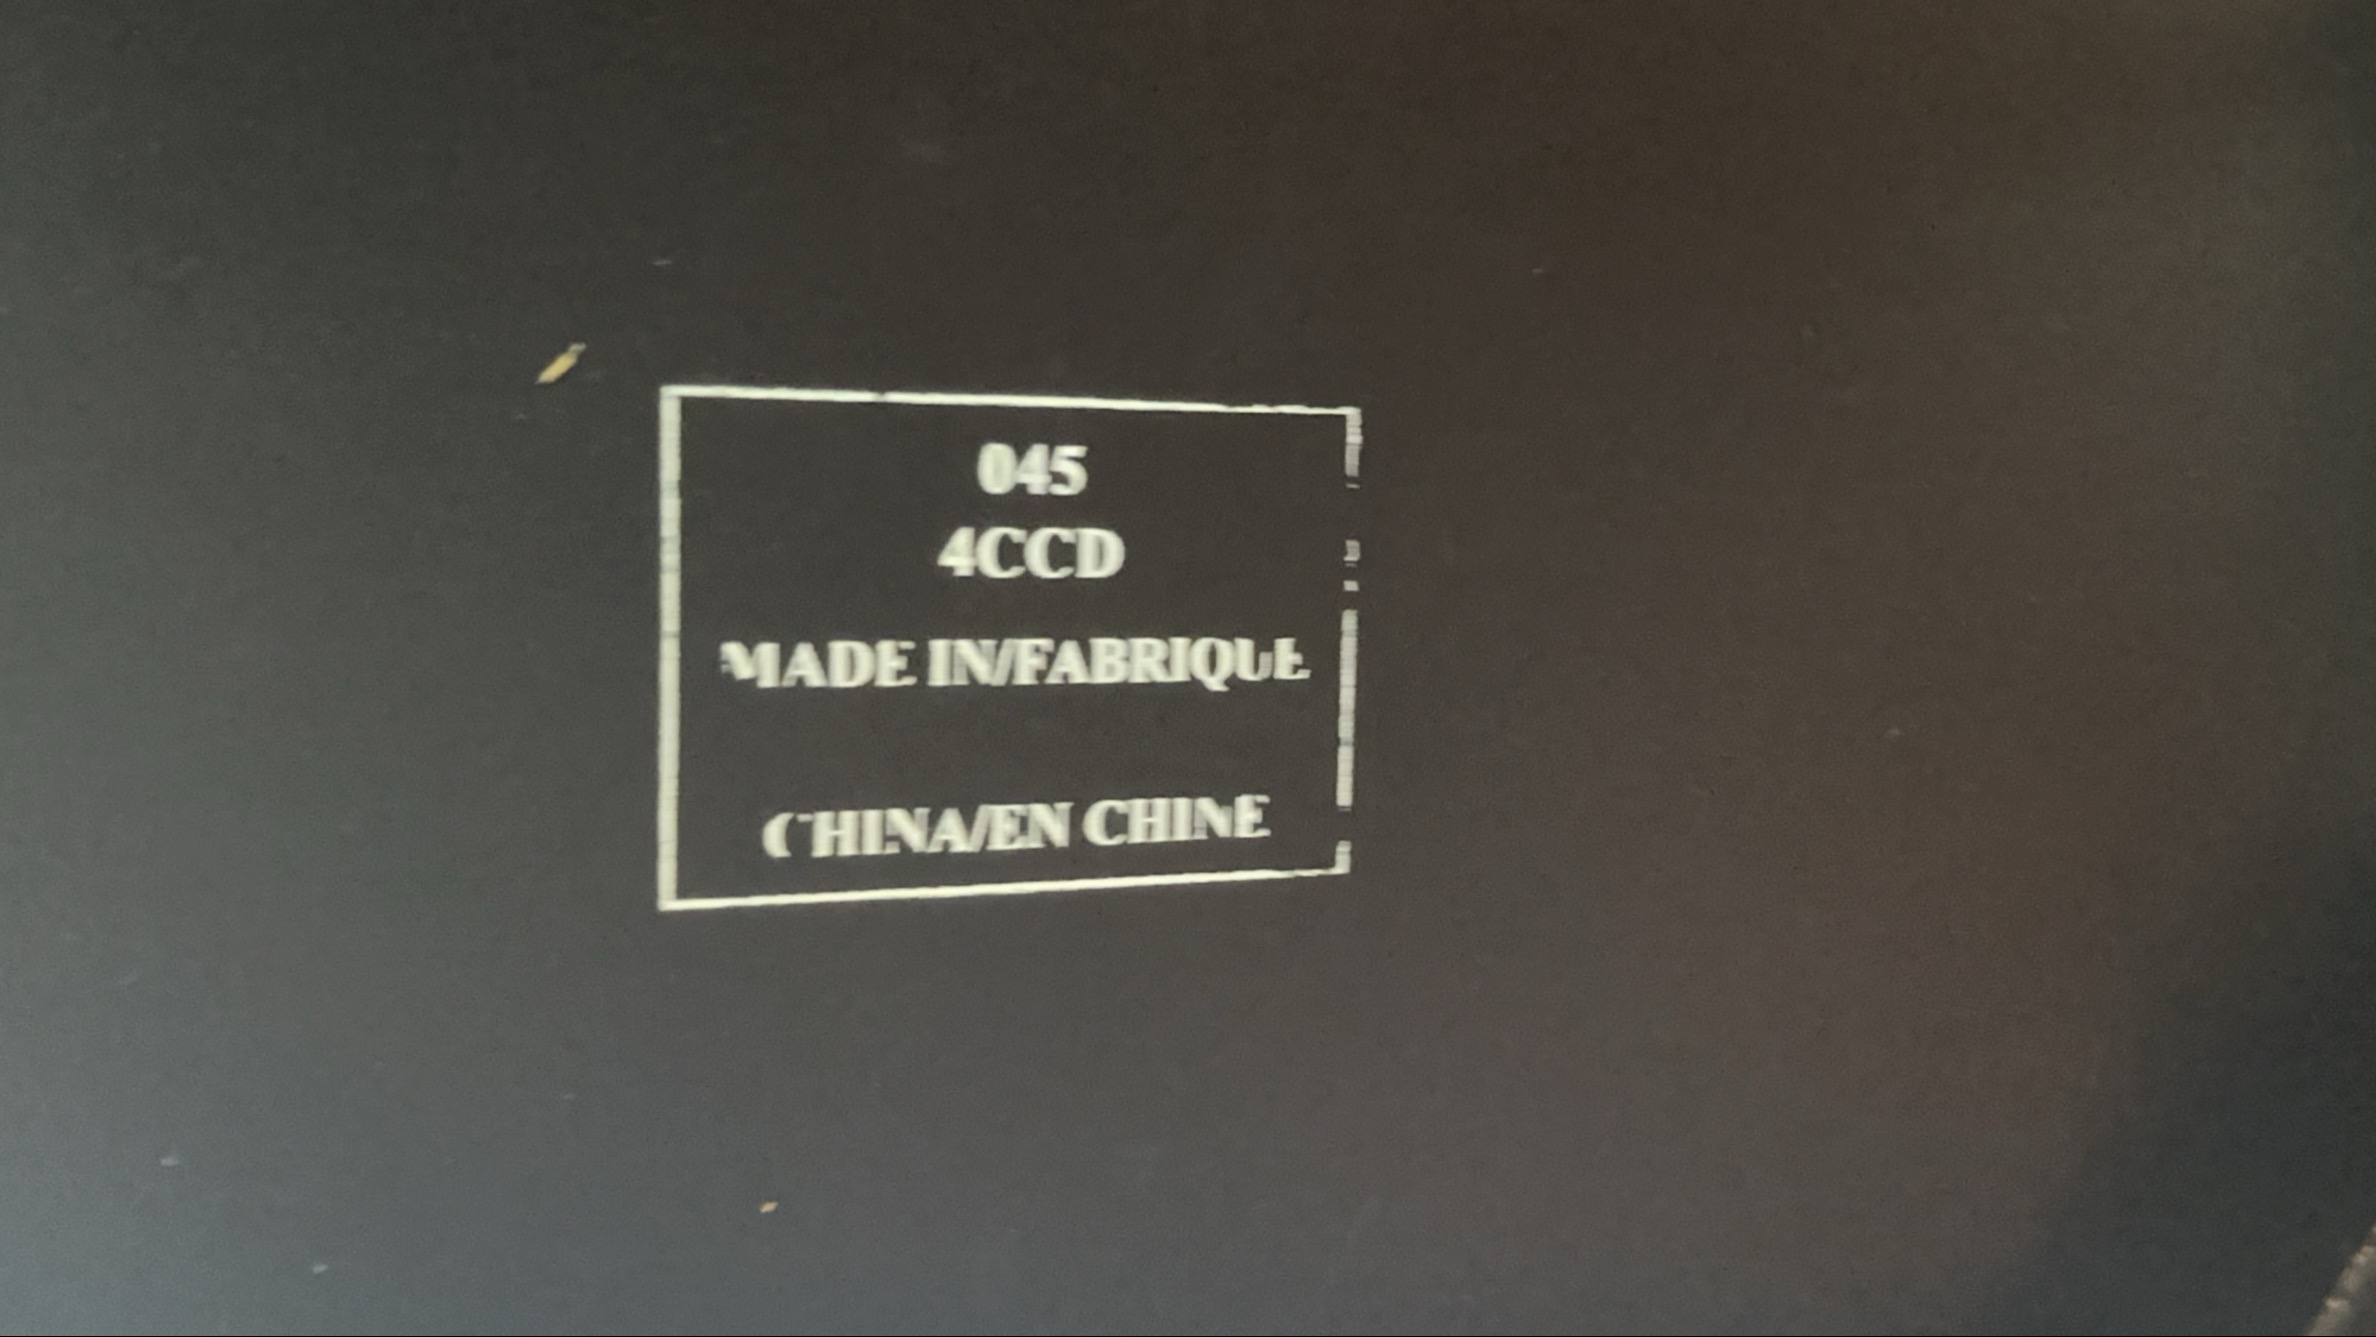 045
4CCD
MADE IN/FABRIQUE
CHINA/EN CHINE